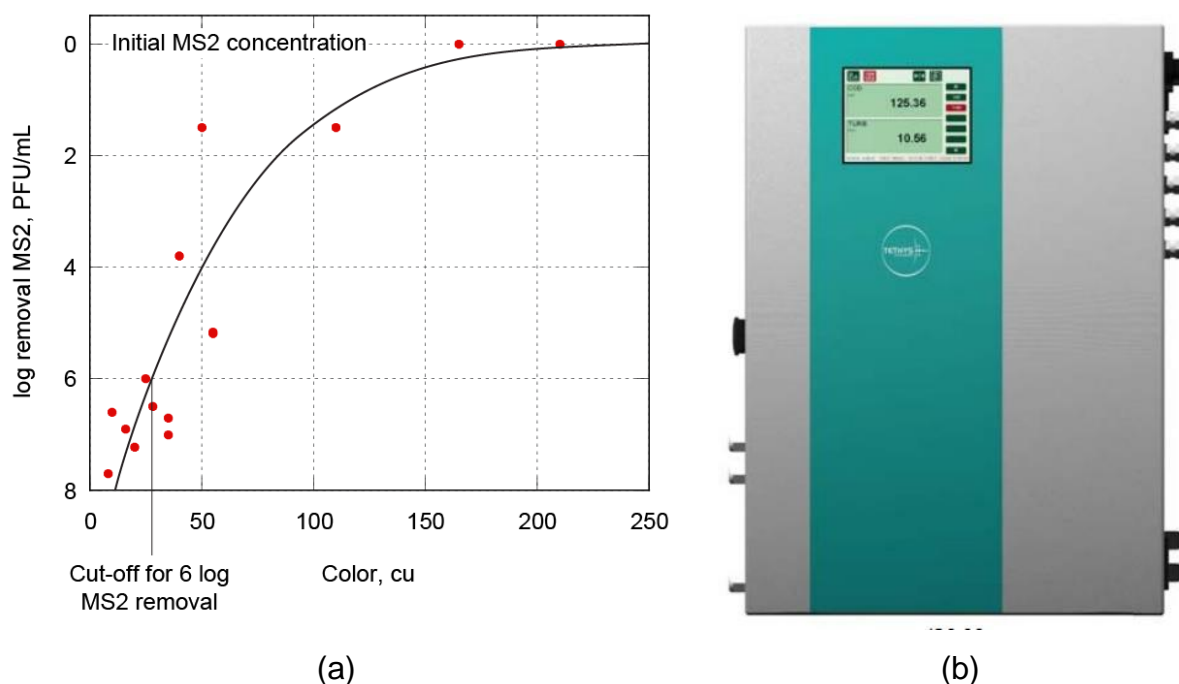 Initial MS2 concentration
0
2
4
6
8
log removal MS2, PFU/mL
0 50 100 150 200 250
Cut-off for 6 log
MS2 removal
Color, cu
(a)
COD
125.36
TURB
10.56
TETHYS
(b)